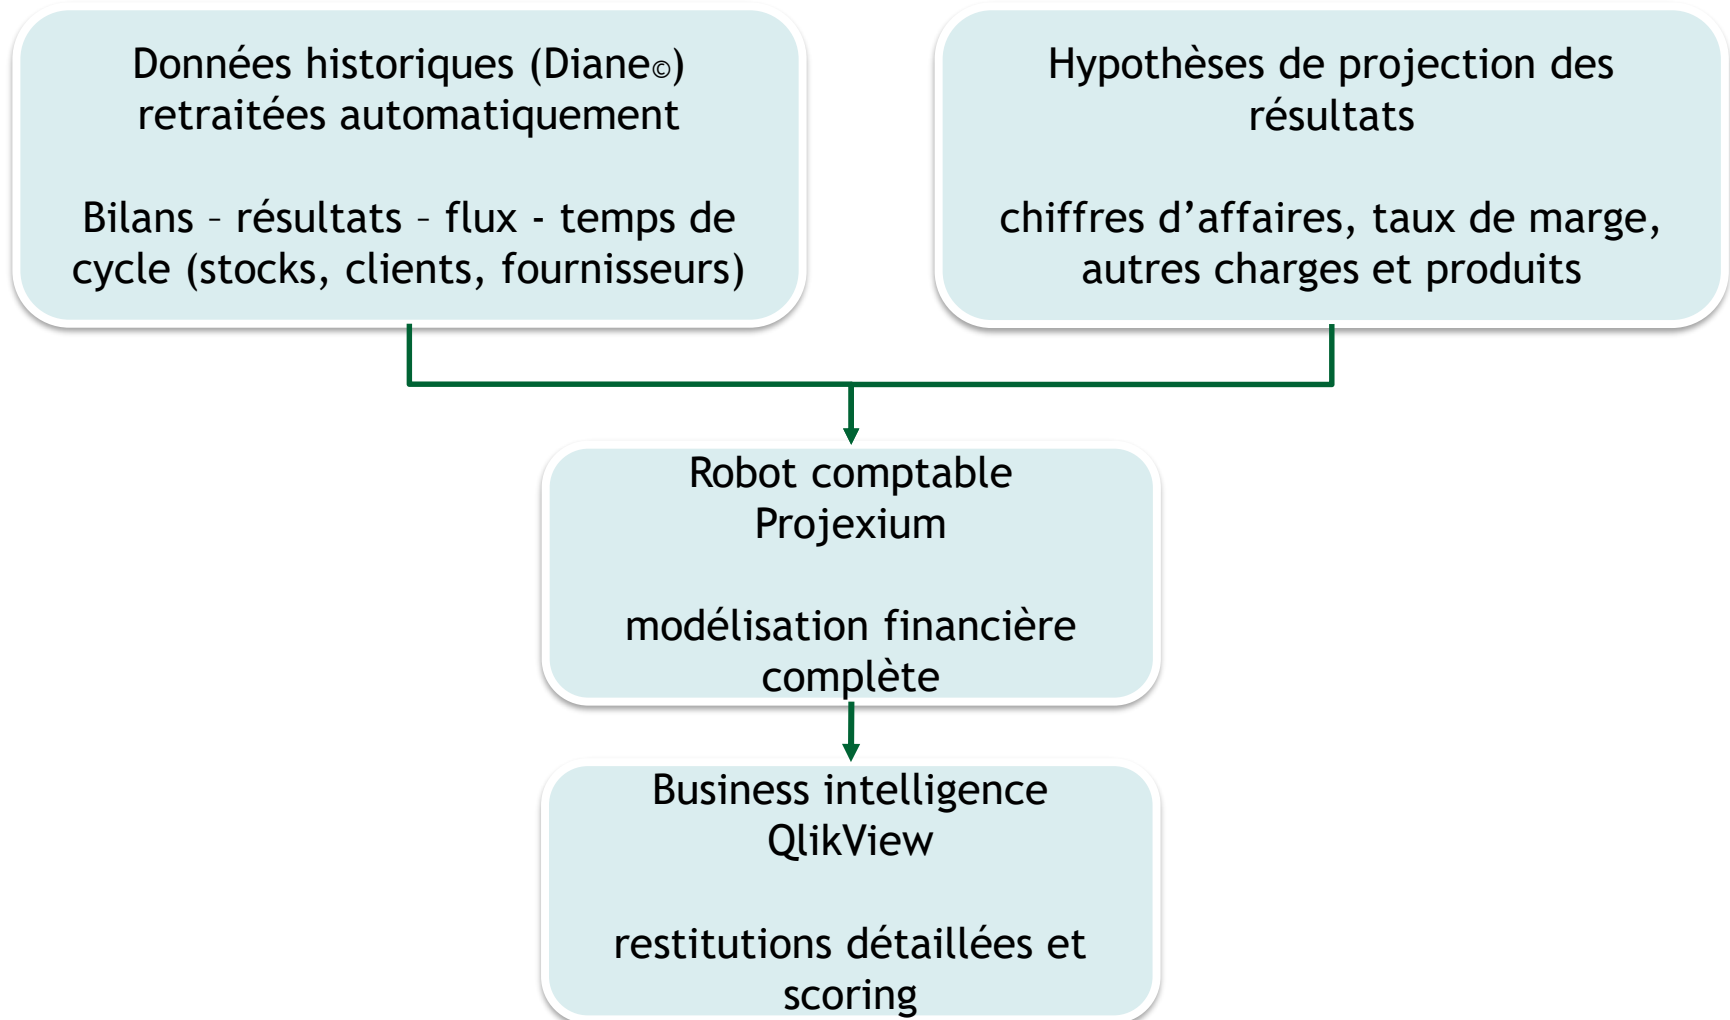 Données historiques (Diane©)
retraitées automatiquement
Bilans – résultats – flux - temps de
cycle (stocks, clients, fournisseurs)
Hypothèses de projection des
résultats
chiffres d’affaires, taux de marge,
autres charges et produits
Robot comptable
Projexium
modélisation financière
complète
Business intelligence
QlikView
restitutions détaillées et
scoring